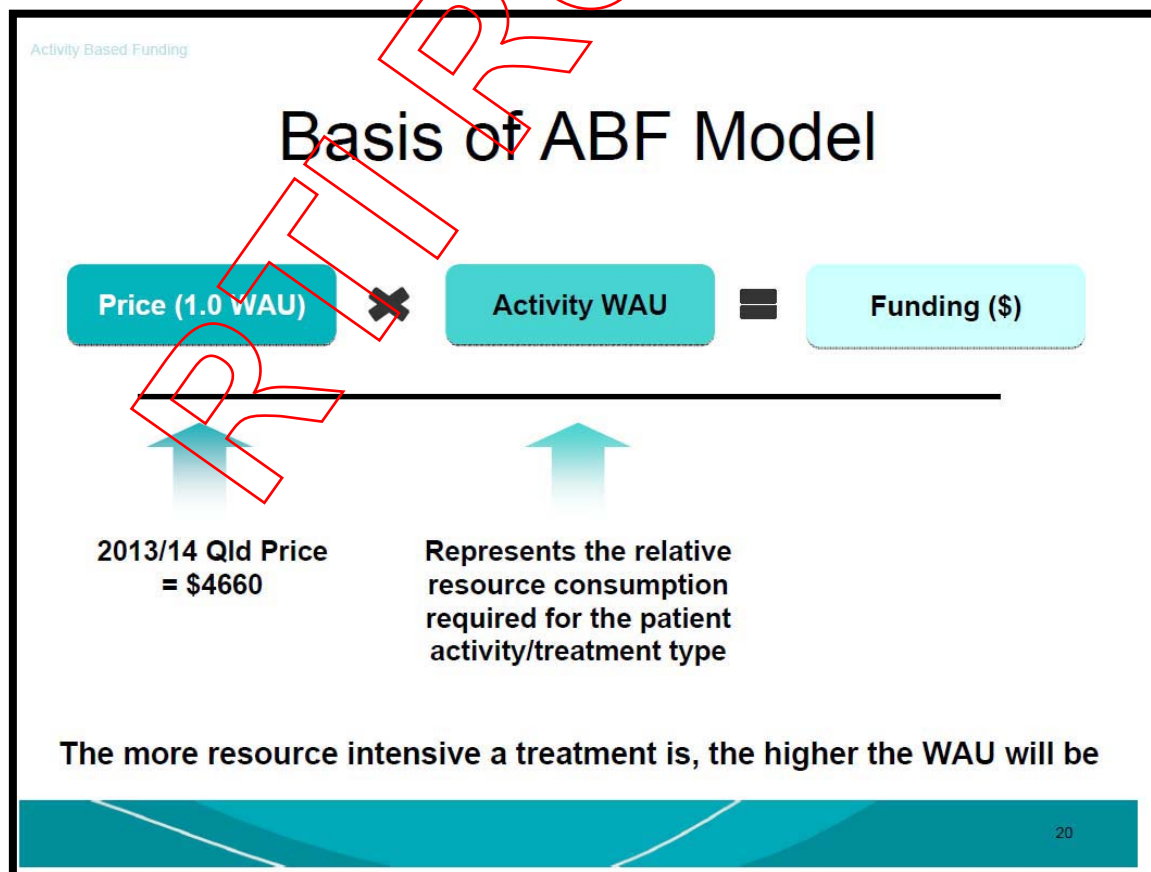 Activity Based Funding
Basis of ABF Model
Price (1.0 WAU) × Activity WAU = Funding ($)
2013/14 Qld Price
= $4660
Represents the relative
resource consumption
required for the patient
activity/treatment type
The more resource intensive a treatment is, the higher the WAU will be
20
RTI R